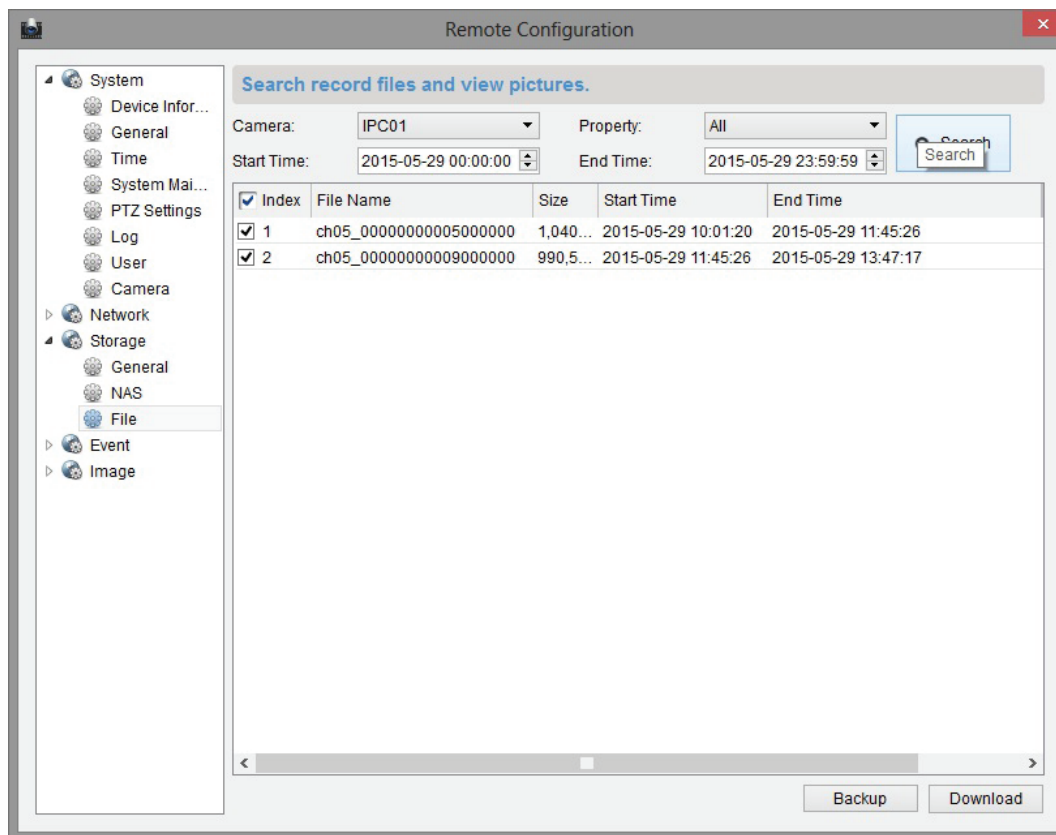 Remote Configuration
System
Device Infor...
General
Time
System Mai...
PTZ Settings
Log
User
Camera
Network
Storage
General
NAS
File
Event
Image
Search record files and view pictures.
Camera: IPC01 Property: All
Start Time: 2015-05-29 00:00:00 End Time: 2015-05-29 23:59:59
Search
Search
Index File Name Size Start Time End Time
1 ch05_00000000005000000 1,040... 2015-05-29 10:01:20 2015-05-29 11:45:26
2 ch05_00000000009000000 990,5... 2015-05-29 11:45:26 2015-05-29 13:47:17
Backup Download